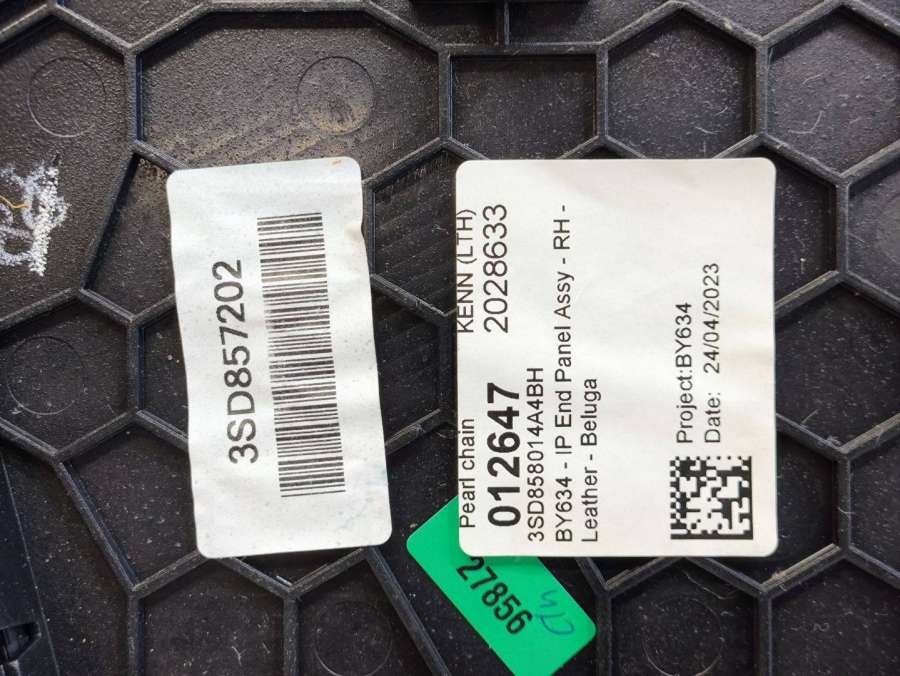 3SD857202
Pearl chain KENN (LTH)
012647 2028633
3SD858014A4BH
BY634 - IP End Panel Assy - RH -
Leather - Beluga
Project:BY634
Date: 24/04/2023
27856